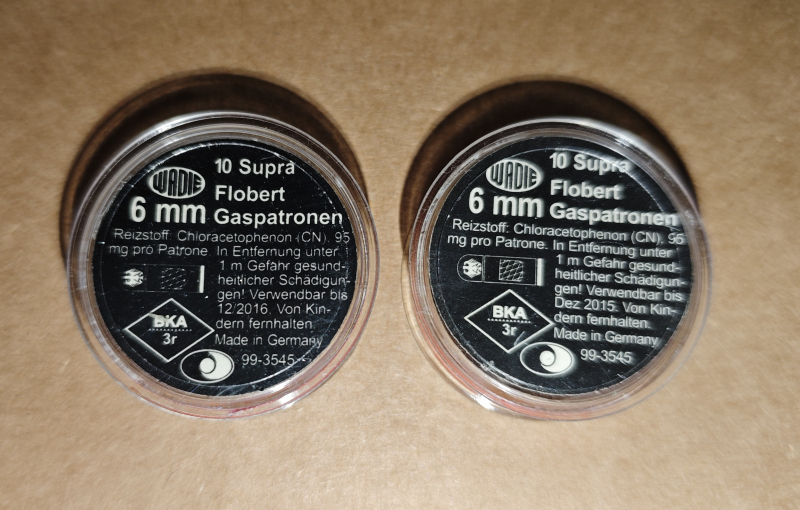 WADIE
10 Supra
Flobert
6 mm Gaspatronen
Reizstoff: Chloracetophenon (CN), 95
mg pro Patrone. In Entfernung unter
1 m Gefahr gesund-
heitlicher Schädigun-
gen! Verwendbar bis
12/2016. Von Kin-
dern fernhalten.
Made in Germany
BKA
3r
99-3545
WADIE
10 Supra
Flobert
6 mm Gaspatronen
Reizstoff: Chloracetophenon (CN), 95
mg pro Patrone. In Entfernung unter
1 m Gefahr gesund-
heitlicher Schädigun-
gen! Verwendbar bis
Dez 2015. Von Kin-
dern fernhalten.
Made in Germany
BKA
3r
99-3545